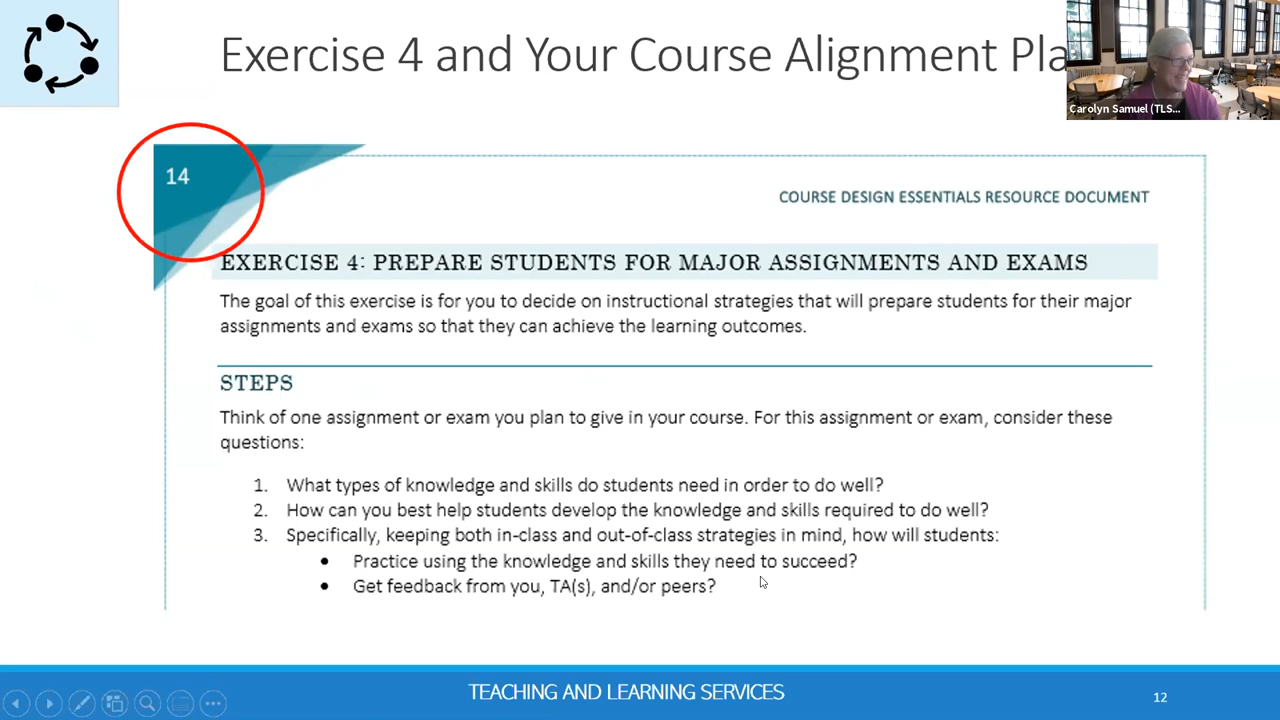 Exercise 4 and Your Course Alignment Pla
Carolyn Samuel (TLS...
14
COURSE DESIGN ESSENTIALS RESOURCE DOCUMENT
EXERCISE 4: PREPARE STUDENTS FOR MAJOR ASSIGNMENTS AND EXAMS
The goal of this exercise is for you to decide on instructional strategies that will prepare students for their major
assignments and exams so that they can achieve the learning outcomes.
STEPS
Think of one assignment or exam you plan to give in your course. For this assignment or exam, consider these
questions:
1. What types of knowledge and skills do students need in order to do well?
2. How can you best help students develop the knowledge and skills required to do well?
3. Specifically, keeping both in-class and out-of-class strategies in mind, how will students:
• Practice using the knowledge and skills they need to succeed?
• Get feedback from you, TA(s), and/or peers?
TEACHING AND LEARNING SERVICES
12